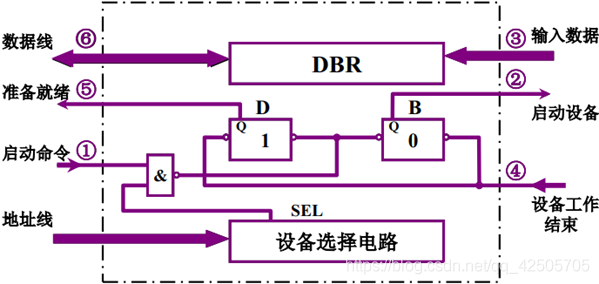 数据线 ⑥ DBR ③ 输入数据
准备就绪 ⑤ D B ② 启动设备
Q 1 Q 0
启动命令 ① & ④ 设备工作结束
SEL
地址线 设备选择电路
https://blog.csdn.net/qq_42505705